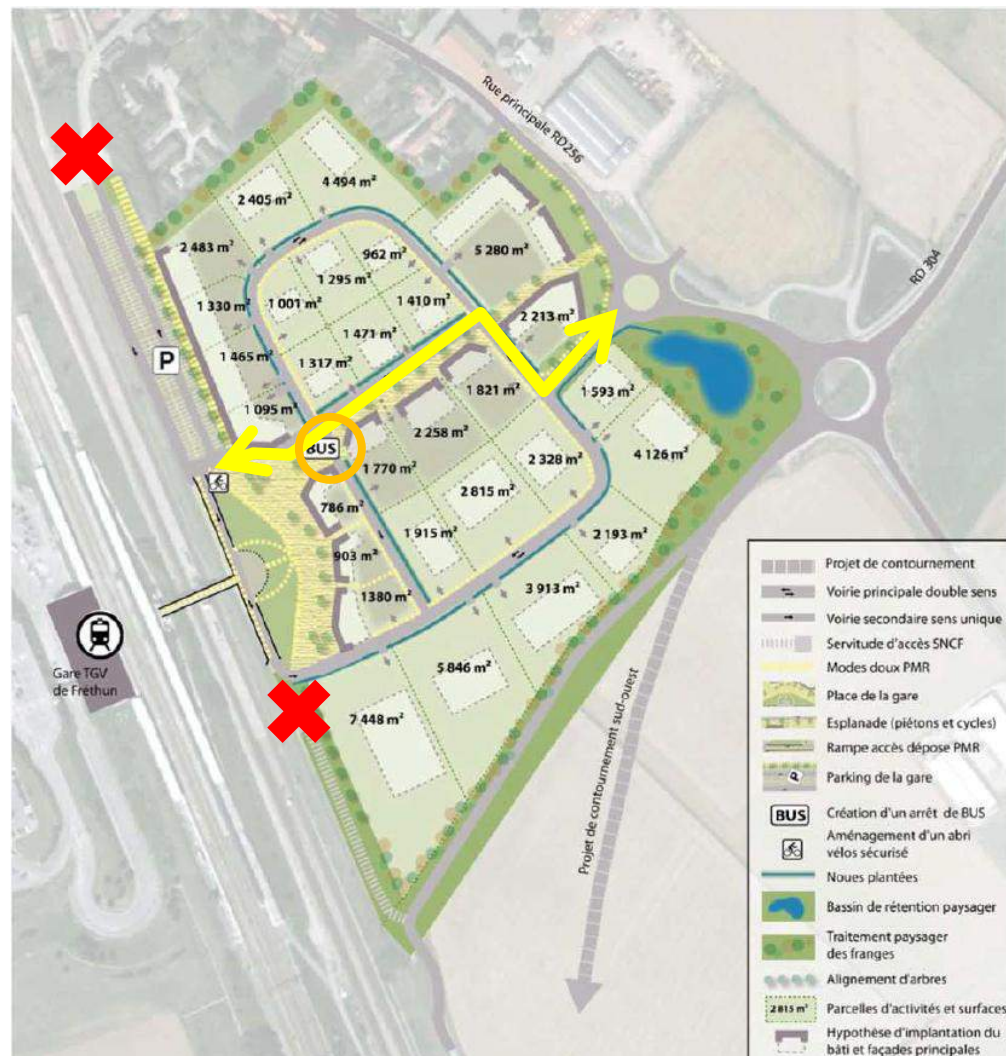 Rue principale RD256
RD 304
4 494 m²
2 405 m²
2 483 m²
5 280 m²
962 m²
1 295 m²
1 330 m²
1 001 m²
1 410 m²
2 213 m²
1 471 m²
1 465 m²
1 317 m²
P
1 821 m²
1 593 m²
1 095 m²
2 258 m²
BUS
4 126 m²
2 328 m²
1 770 m²
2 815 m²
786 m²
1 915 m²
2 193 m²
903 m²
3 913 m²
1380 m²
5 846 m²
7 448 m²
Gare TGV
de Fréthun
Projet de contournement sud-ouest
Projet de contournement
Voirie principale double sens
Voirie secondaire sens unique
Servitude d'accès SNCF
Modes doux PMR
Place de la gare
Esplanade (piétons et cycles)
Rampe accès dépose PMR
P
Parking de la gare
BUS
Création d'un arrêt de BUS
Aménagement d'un abri
vélos sécurisé
Noues plantées
Bassin de rétention paysager
Traitement paysager
des franges
Alignement d'arbres
2 815 m²
Parcelles d'activités et surfaces
Hypothèse d'implantation du
bâti et façades principales